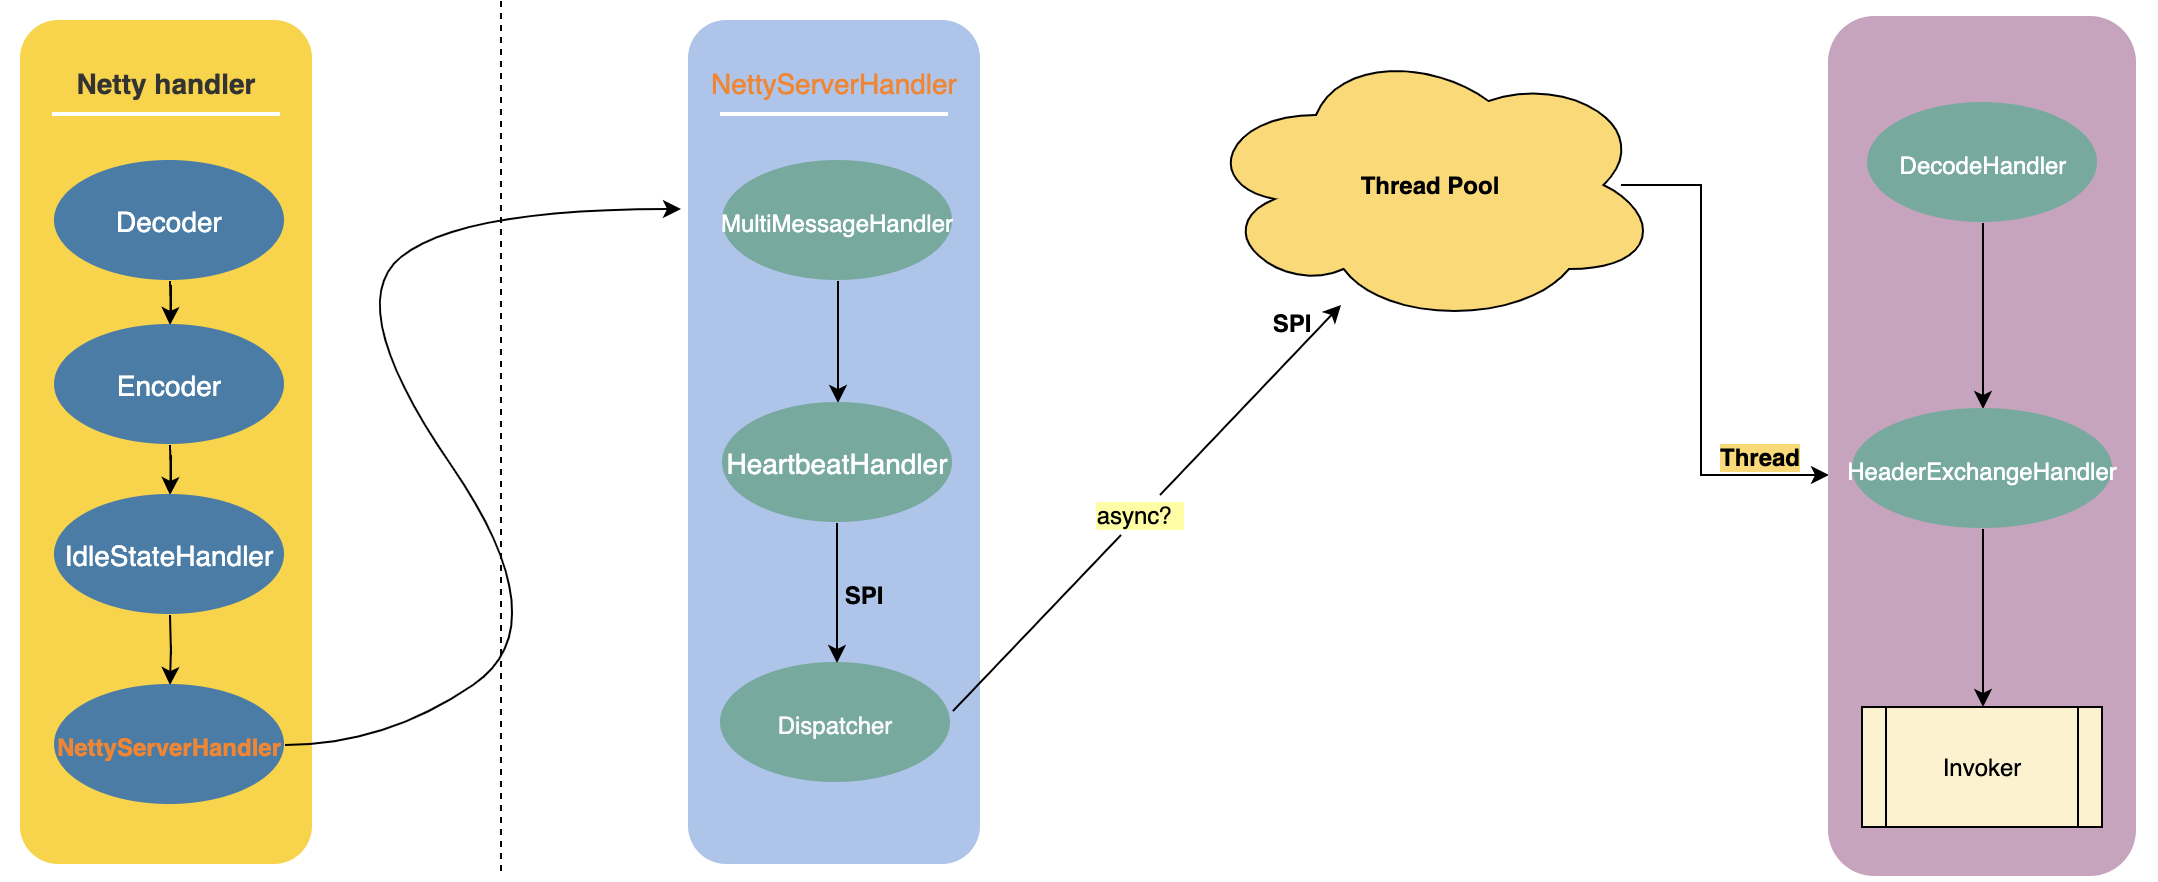 Netty handler
Decoder
Encoder
IdleStateHandler
NettyServerHandler
NettyServerHandler
MultiMessageHandler
HeartbeatHandler
SPI
Dispatcher
async?
SPI
Thread Pool
Thread
DecodeHandler
HeaderExchangeHandler
Invoker